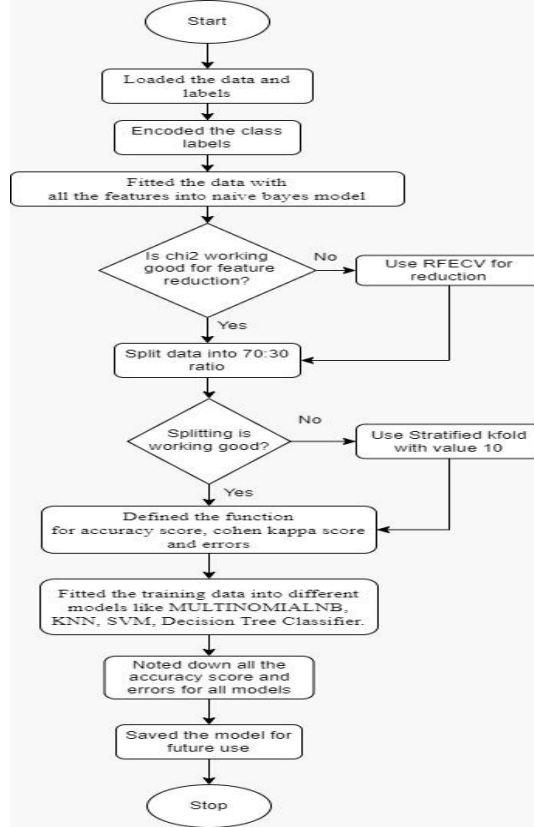 Start
Loaded the data and
labels
Encoded the class
labels
Fitted the data with
all the features into naive bayes model
Is chi2 working
good for feature
reduction?
No
Use RFECV for
reduction
Yes
Split data into 70:30
ratio
Splitting is
working good?
No
Use Stratified kfold
with value 10
Yes
Defined the function
for accuracy score, cohen kappa score
and errors
Fitted the training data into different
models like MULTINOMIALNB,
KNN, SVM, Decision Tree Classifier.
Noted down all the
accuracy score and
errors for all models
Saved the model for
future use
Stop